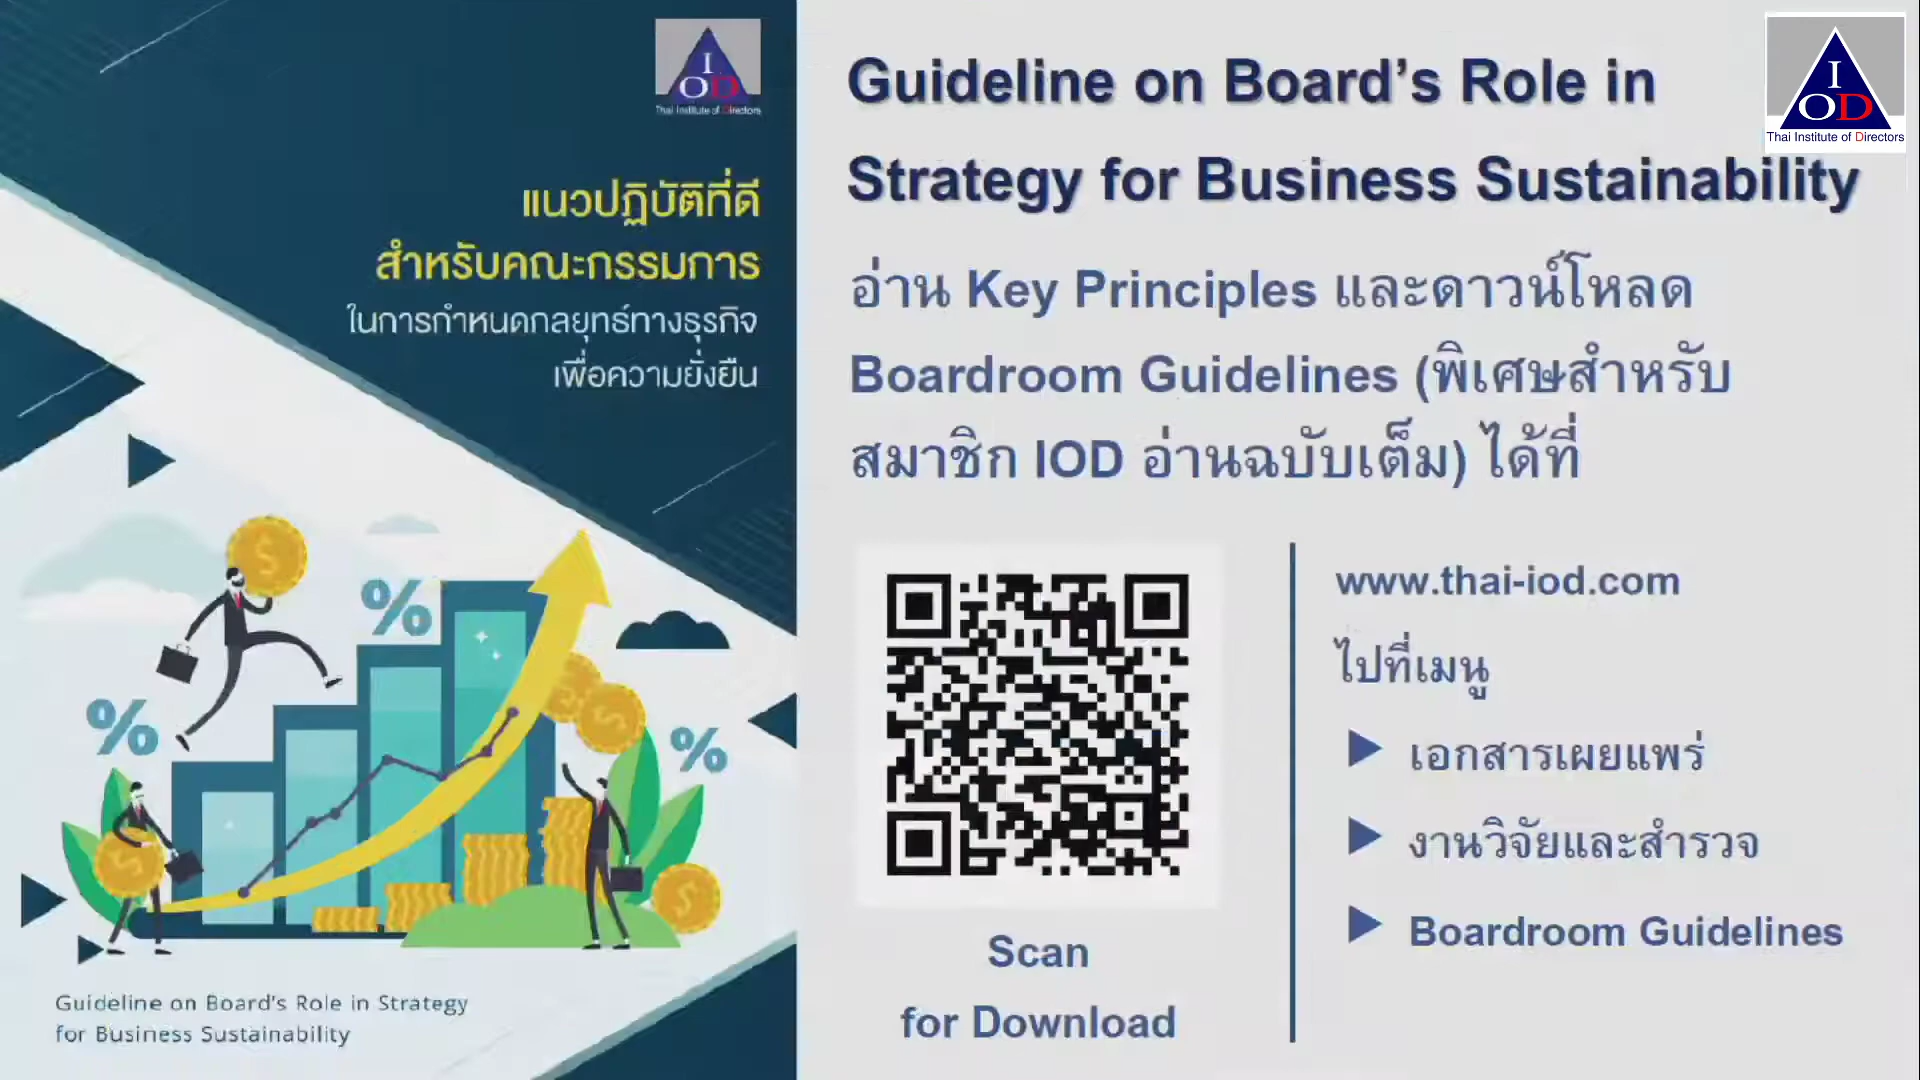 IOD
Thai Institute of Directors
แนวปฏิบัติที่ดี
สำหรับคณะกรรมการ
ในการกำหนดกลยุทธ์ทางธุรกิจ
เพื่อความยั่งยืน
%
%
%
Guideline on Board's Role in Strategy
for Business Sustainability
Guideline on Board’s Role in
Strategy for Business Sustainability
IOD
Thai Institute of Directors
อ่าน Key Principles และดาวน์โหลด
Boardroom Guidelines (พิเศษสำหรับ
สมาชิก IOD อ่านฉบับเต็ม) ได้ที่
Scan
for Download
www.thai-iod.com
ไปที่เมนู
เอกสารเผยแพร่
งานวิจัยและสำรวจ
Boardroom Guidelines